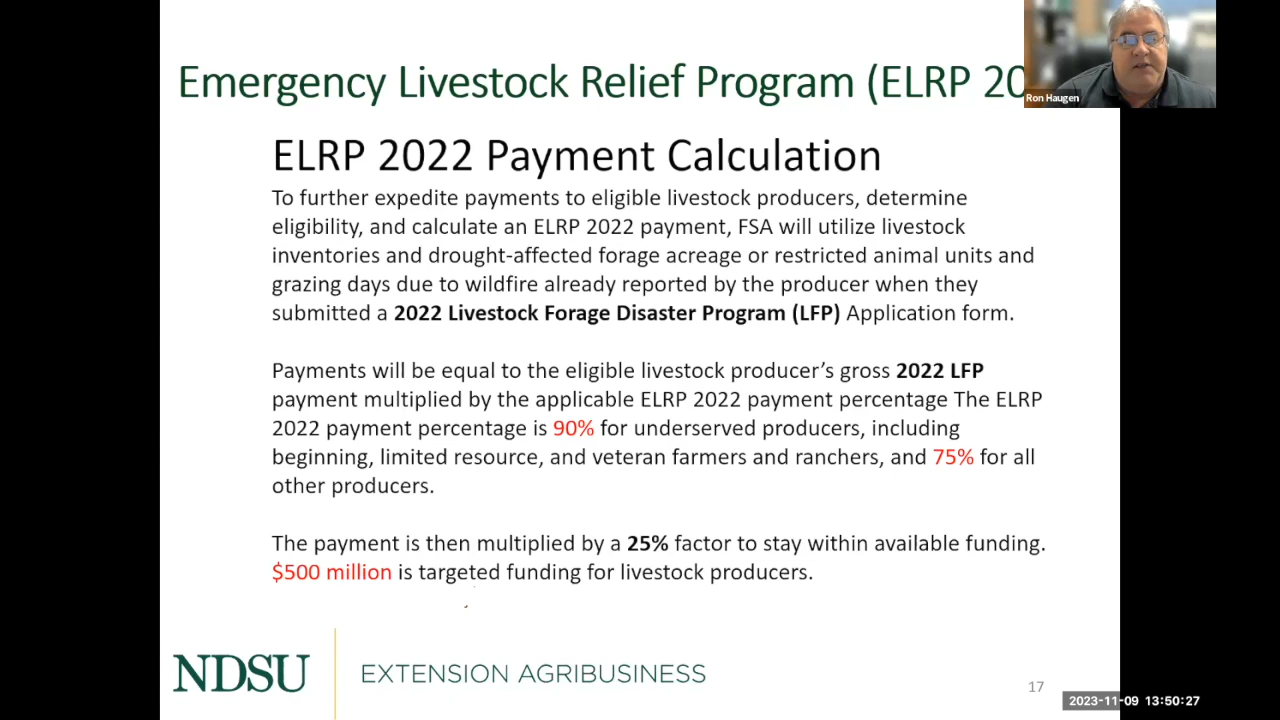 Emergency Livestock Relief Program (ELRP 20
Ron Haugen
ELRP 2022 Payment Calculation
To further expedite payments to eligible livestock producers, determine
eligibility, and calculate an ELRP 2022 payment, FSA will utilize livestock
inventories and drought-affected forage acreage or restricted animal units and
grazing days due to wildfire already reported by the producer when they
submitted a 2022 Livestock Forage Disaster Program (LFP) Application form.
Payments will be equal to the eligible livestock producer’s gross 2022 LFP
payment multiplied by the applicable ELRP 2022 payment percentage The ELRP
2022 payment percentage is 90% for underserved producers, including
beginning, limited resource, and veteran farmers and ranchers, and 75% for all
other producers.
The payment is then multiplied by a 25% factor to stay within available funding.
$500 million is targeted funding for livestock producers.
NDSU
EXTENSION AGRIBUSINESS
17
2023-11-09 13:50:27